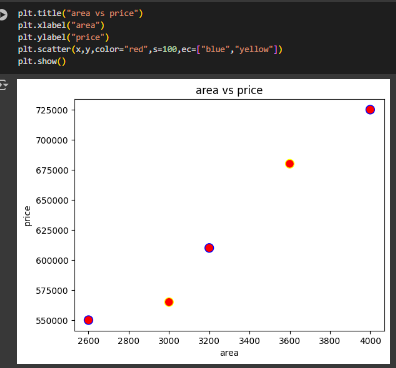 plt.title("area vs price")
plt.xlabel("area")
plt.ylabel("price")
plt.scatter(x,y,color="red",s=100,ec=["blue","yellow"])
plt.show()
area vs price
725000
700000
675000
650000
625000
600000
575000
550000
price
2600 2800 3000 3200 3400 3600 3800 4000
area